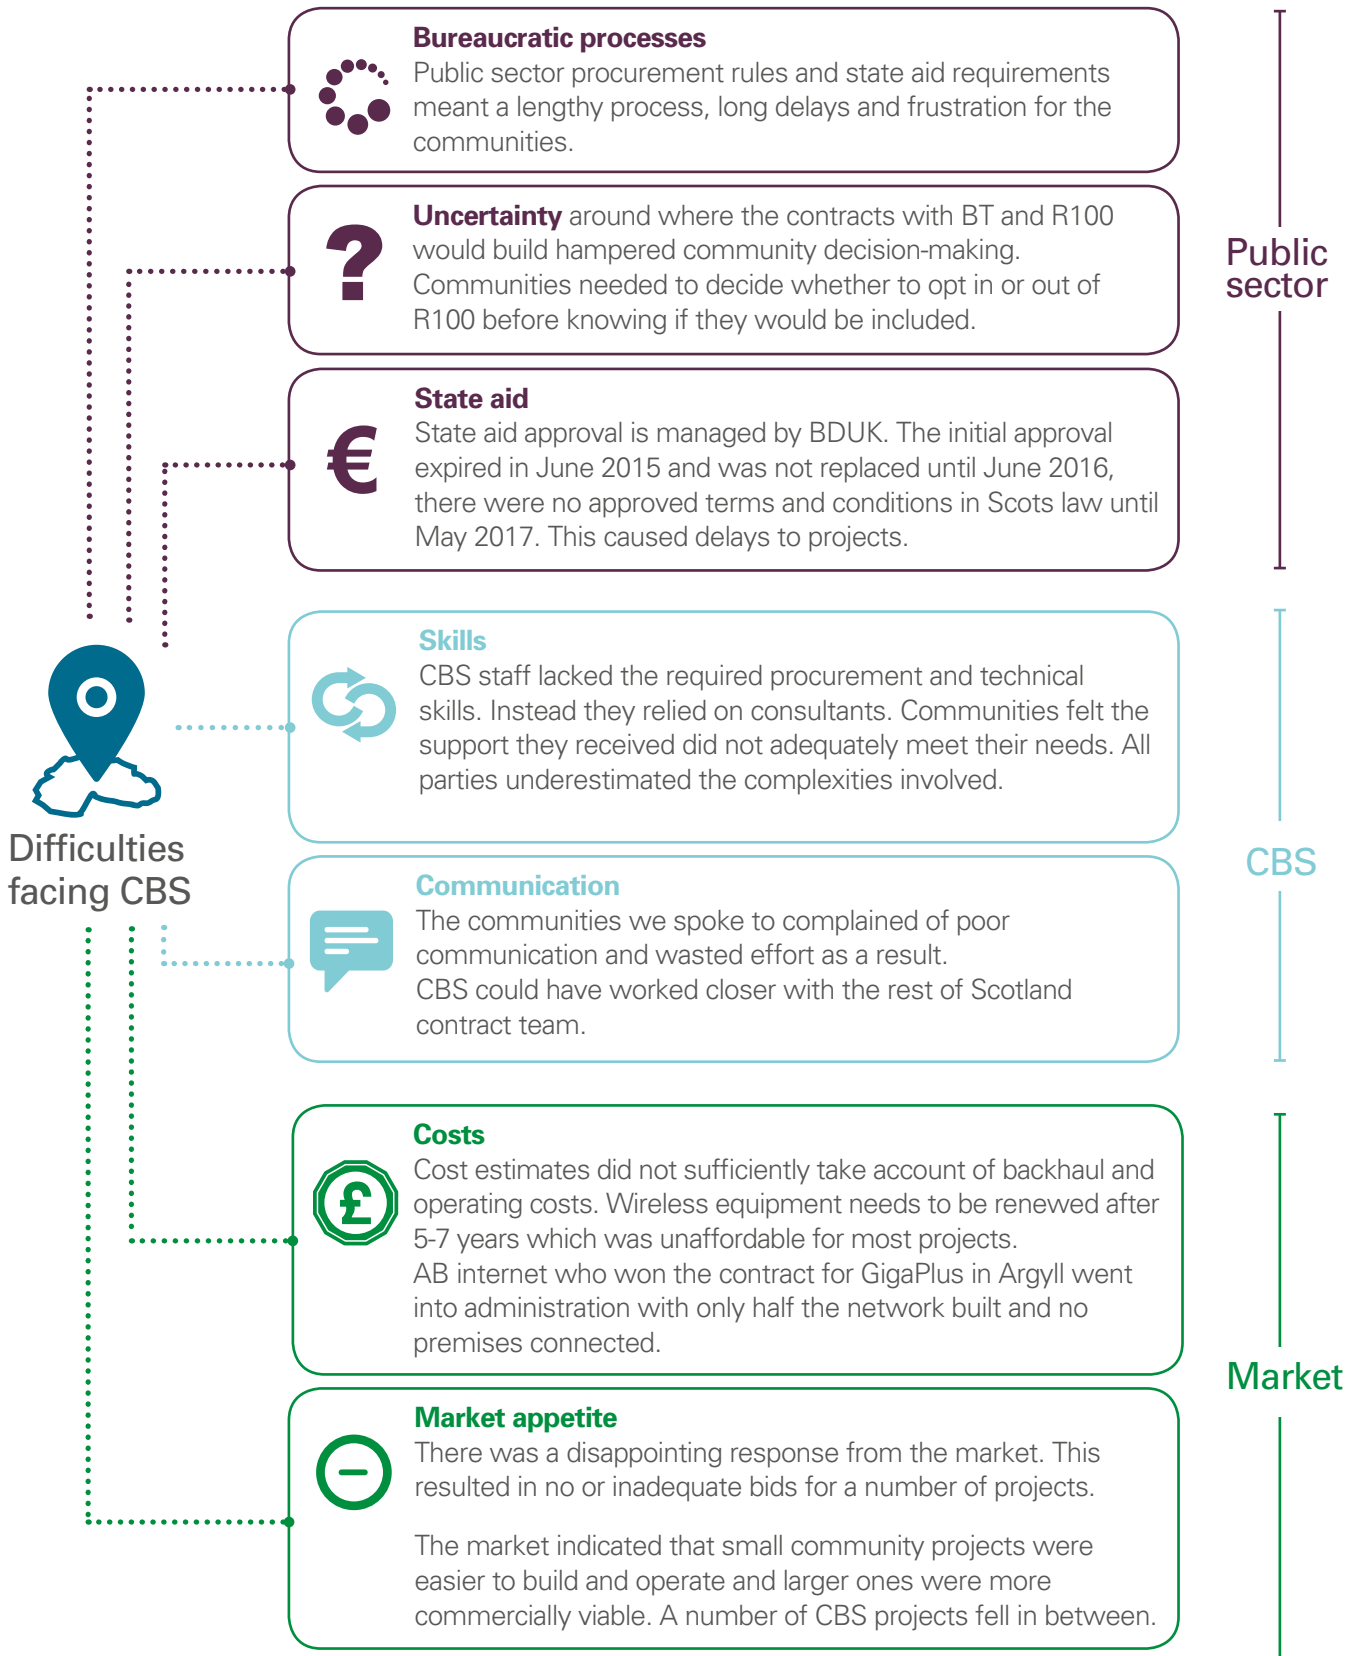 Bureaucratic processes
Public sector procurement rules and state aid requirements
meant a lengthy process, long delays and frustration for the
communities.
Uncertainty around where the contracts with BT and R100
would build hampered community decision-making.
Communities needed to decide whether to opt in or out of
R100 before knowing if they would be included.
Public
sector
€
State aid
State aid approval is managed by BDUK. The initial approval
expired in June 2015 and was not replaced until June 2016,
there were no approved terms and conditions in Scots law until
May 2017. This caused delays to projects.
Skills
CBS staff lacked the required procurement and technical
skills. Instead they relied on consultants. Communities felt the
support they received did not adequately meet their needs. All
parties underestimated the complexities involved.
Difficulties
facing CBS
CBS
Communication
The communities we spoke to complained of poor
communication and wasted effort as a result.
CBS could have worked closer with the rest of Scotland
contract team.
£
Costs
Cost estimates did not sufficiently take account of backhaul and
operating costs. Wireless equipment needs to be renewed after
5-7 years which was unaffordable for most projects.
AB internet who won the contract for GigaPlus in Argyll went
into administration with only half the network built and no
premises connected.
Market
Market appetite
There was a disappointing response from the market. This
resulted in no or inadequate bids for a number of projects.
The market indicated that small community projects were
easier to build and operate and larger ones were more
commercially viable. A number of CBS projects fell in between.